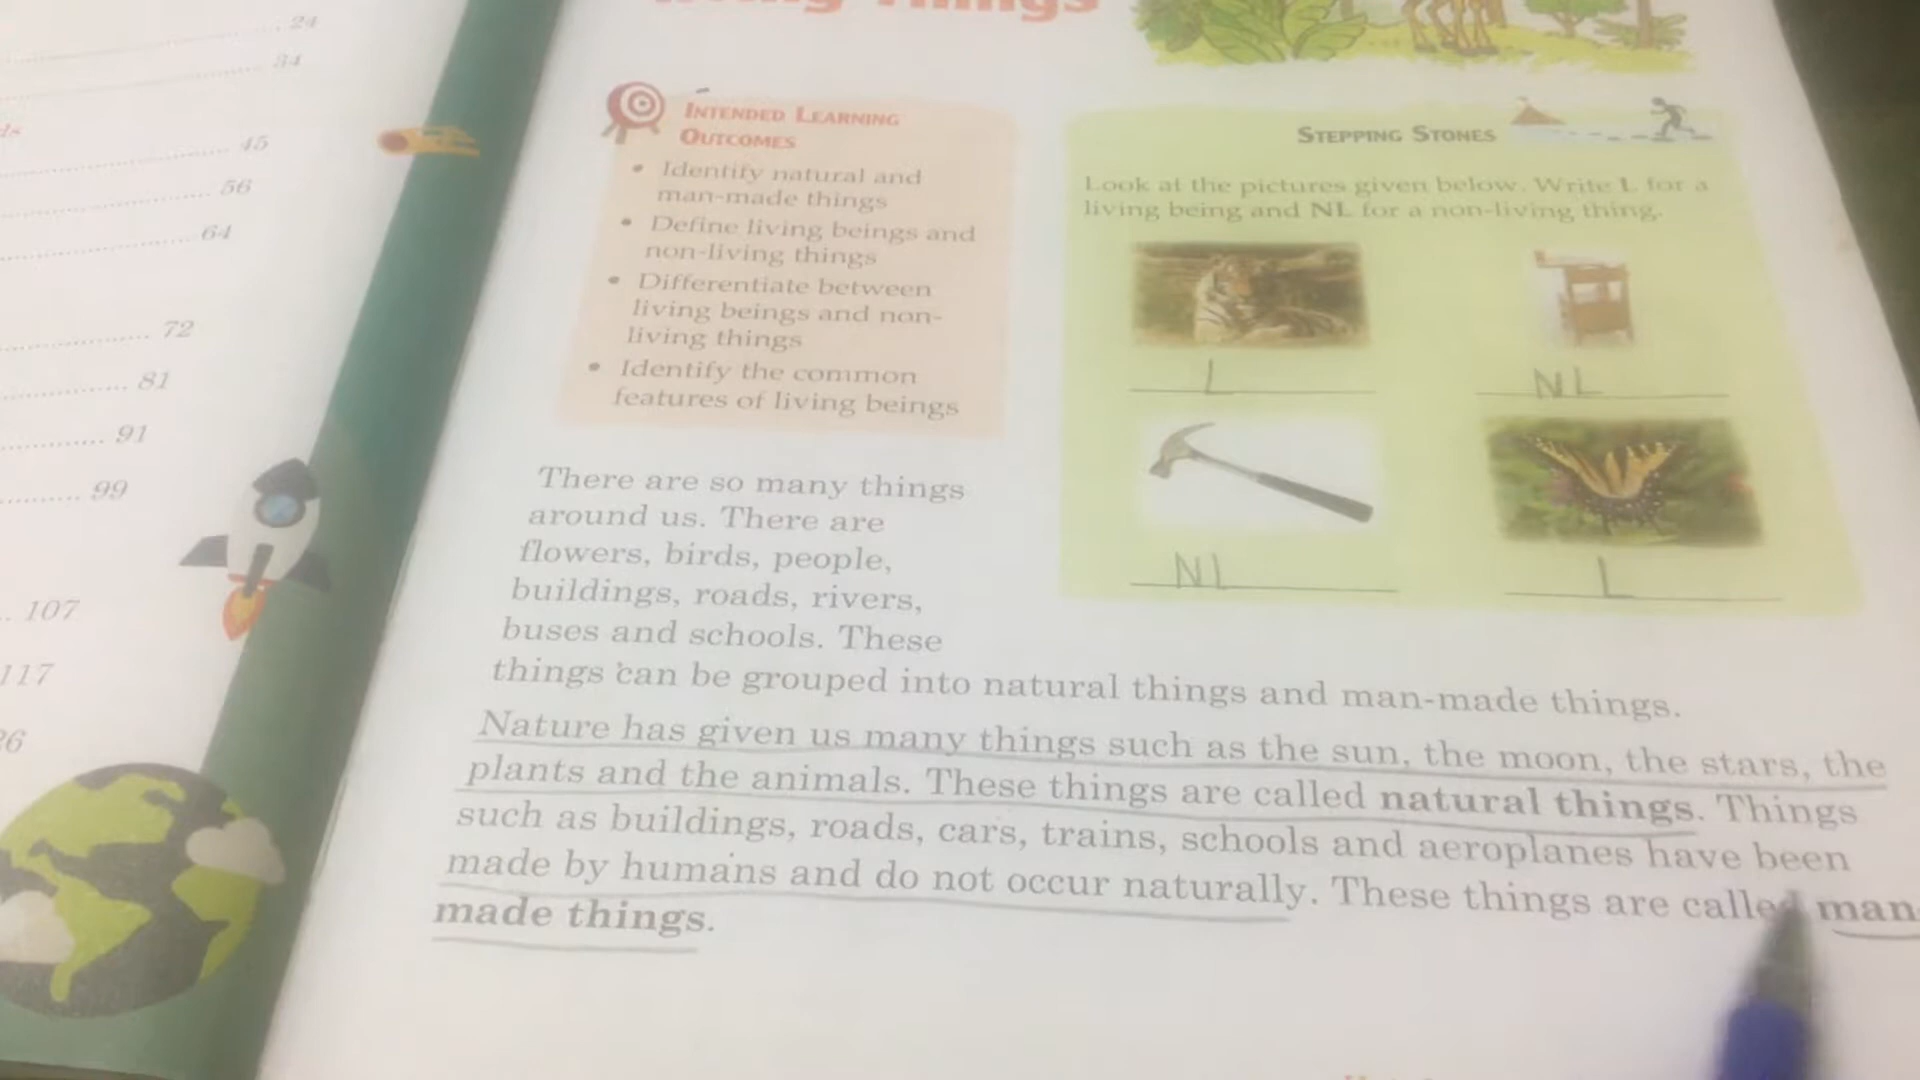 24
34
45
56
64
72
81
91
99
107
117
Things
INTENDED LEARNING
OUTCOMES
• Identify natural and
man-made things
• Define living beings and
non-living things
• Differentiate between
living beings and non-
living things
• Identify the common
features of living beings
STEPPING STONES
Look at the pictures given below. Write L for a
living being and NL for a non-living thing.
L
NL
NL
L
There are so many things
around us. There are
flowers, birds, people,
buildings, roads, rivers,
buses and schools. These
things can be grouped into natural things and man-made things.
Nature has given us many things such as the sun, the moon, the stars, the
plants and the animals. These things are called natural things. Things
such as buildings, roads, cars, trains, schools and aeroplanes have been
made by humans and do not occur naturally. These things are called man-
made things.